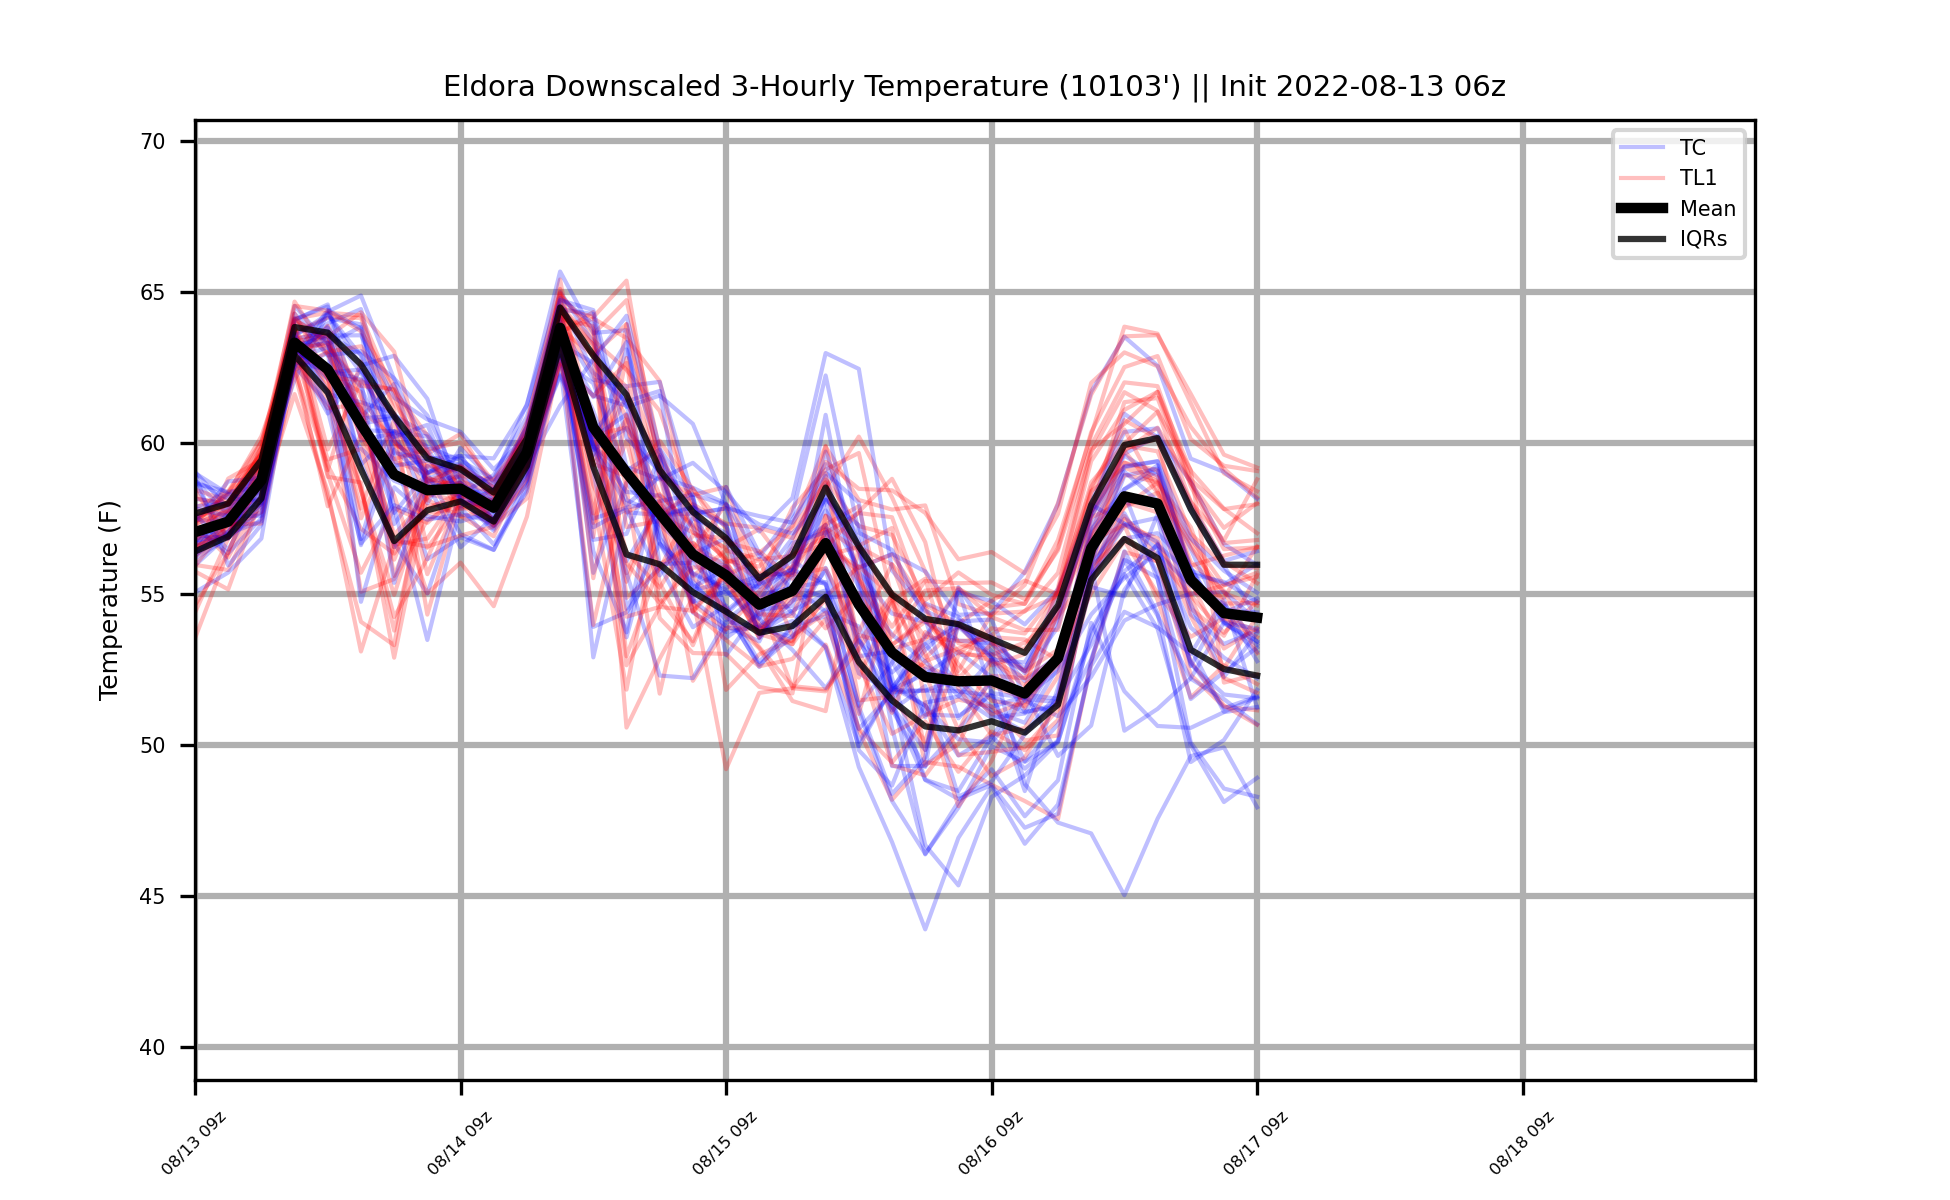 Eldora Downscaled 3-Hourly Temperature (10103') || Init 2022-08-13 06z
TC
TL1
Mean
IQRs
Temperature (F)
70
65
60
55
50
45
40
08/13 09z
08/14 09z
08/15 09z
08/16 09z
08/17 09z
08/18 09z